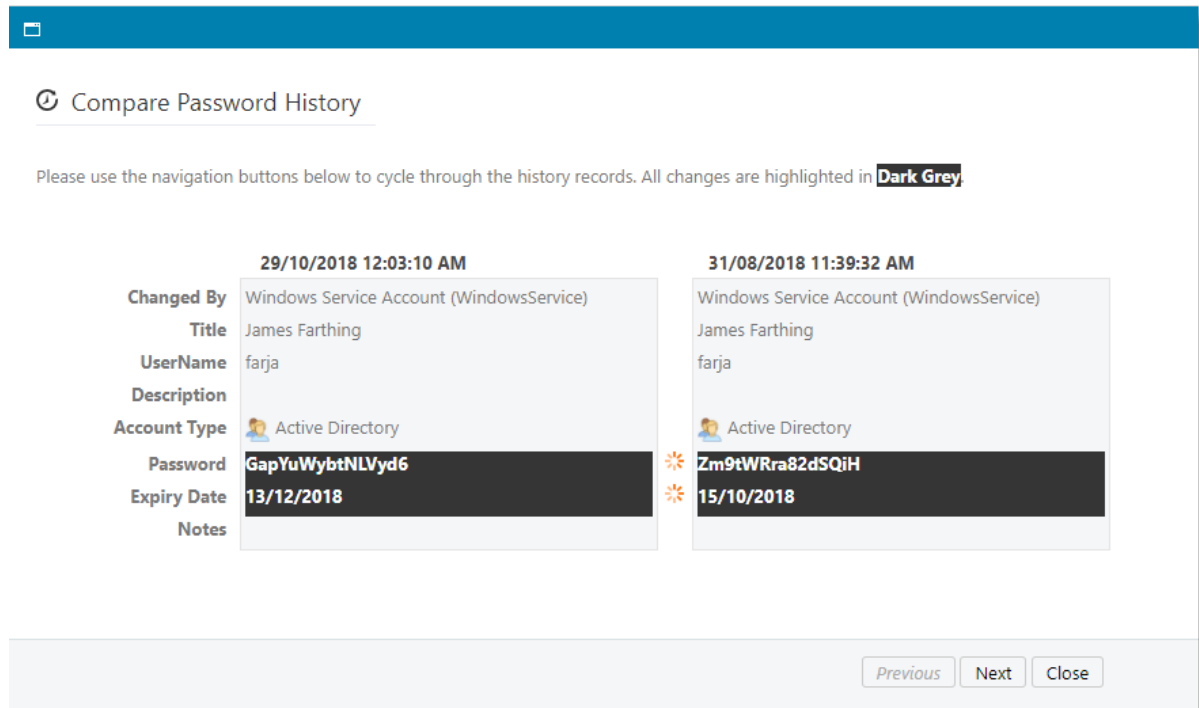 Compare Password History
Please use the navigation buttons below to cycle through the history records. All changes are highlighted in Dark Grey.
29/10/2018 12:03:10 AM 31/08/2018 11:39:32 AM
Changed By Windows Service Account (WindowsService) Windows Service Account (WindowsService)
Title James Farthing James Farthing
UserName farja farja
Description
Account Type Active Directory Active Directory
Password GapYuWybtNLVyd6 Zm9tWRra82dSQiH
Expiry Date 13/12/2018 15/10/2018
Notes
Previous Next Close